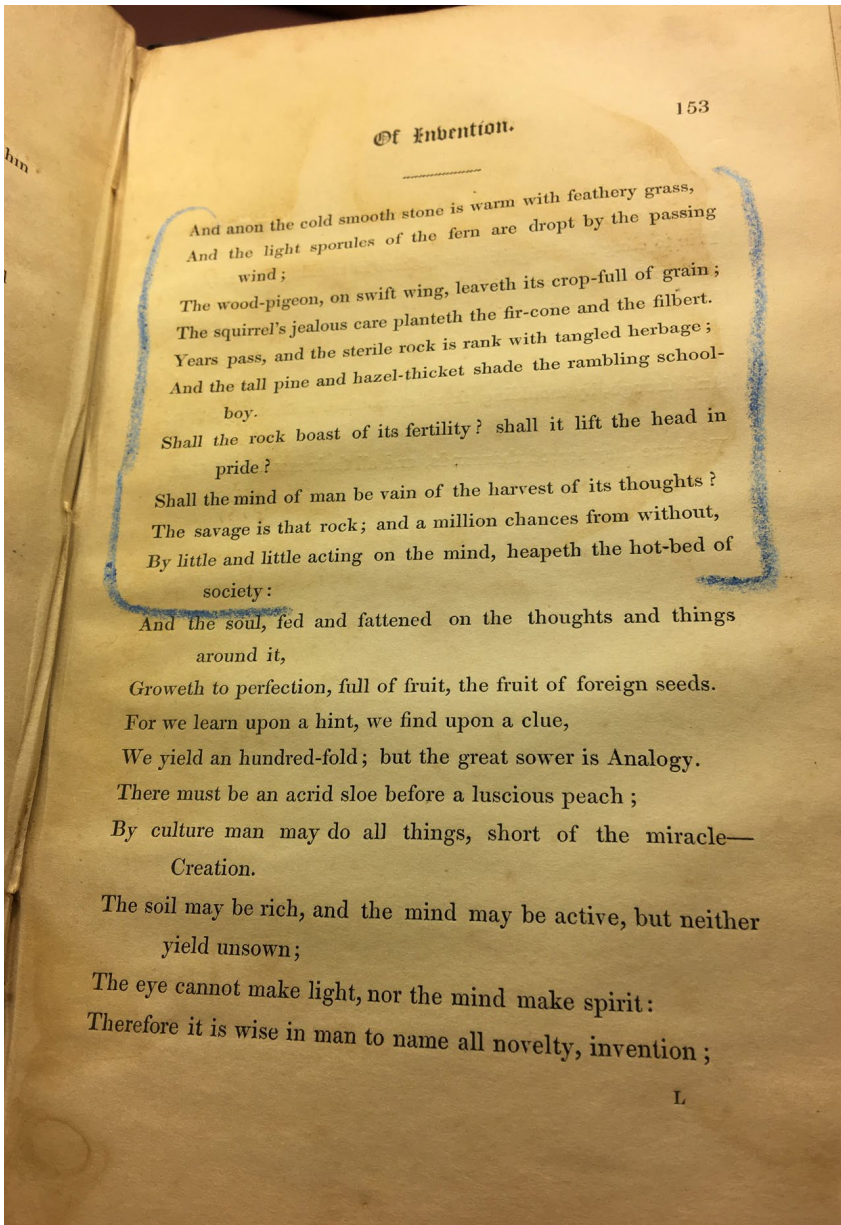 153
Of Invention.
And anon the cold smooth stone is warm with feathery grass,
And the light sporules of the fern are dropt by the passing
wind ;
The wood-pigeon, on swift wing, leaveth its crop-full of grain ;
The squirrel's jealous care planteth the fir-cone and the filbert.
Years pass, and the sterile rock is rank with tangled herbage ;
And the tall pine and hazel-thicket shade the rambling school-
boy.
Shall the rock boast of its fertility ? shall it lift the head in
pride ?
Shall the mind of man be vain of the harvest of its thoughts ?
The savage is that rock; and a million chances from without,
By little and little acting on the mind, heapeth the hot-bed of
society:
And the soul, fed and fattened on the thoughts and things
around it,
Groweth to perfection, full of fruit, the fruit of foreign seeds.
For we learn upon a hint, we find upon a clue,
We yield an hundred-fold; but the great sower is Analogy.
There must be an acrid sloe before a luscious peach ;
By culture man may do all things, short of the miracle—
Creation.
The soil may be rich, and the mind may be active, but neither
yield unsown;
The eye cannot make light, nor the mind make spirit:
Therefore it is wise in man to name all novelty, invention ;
L